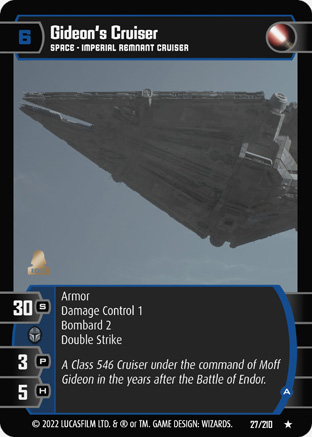 6 Gideon's Cruiser
SPACE - IMPERIAL REMNANT CRUISER
30 S
Armor
Damage Control 1
Bombard 2
Double Strike
3 P
A Class 546 Cruiser under the command of Moff
5 H
Gideon in the years after the Battle of Endor.
A
© 2022 LUCASFILM LTD. & ® or TM. GAME DESIGN: WIZARDS. 27/210